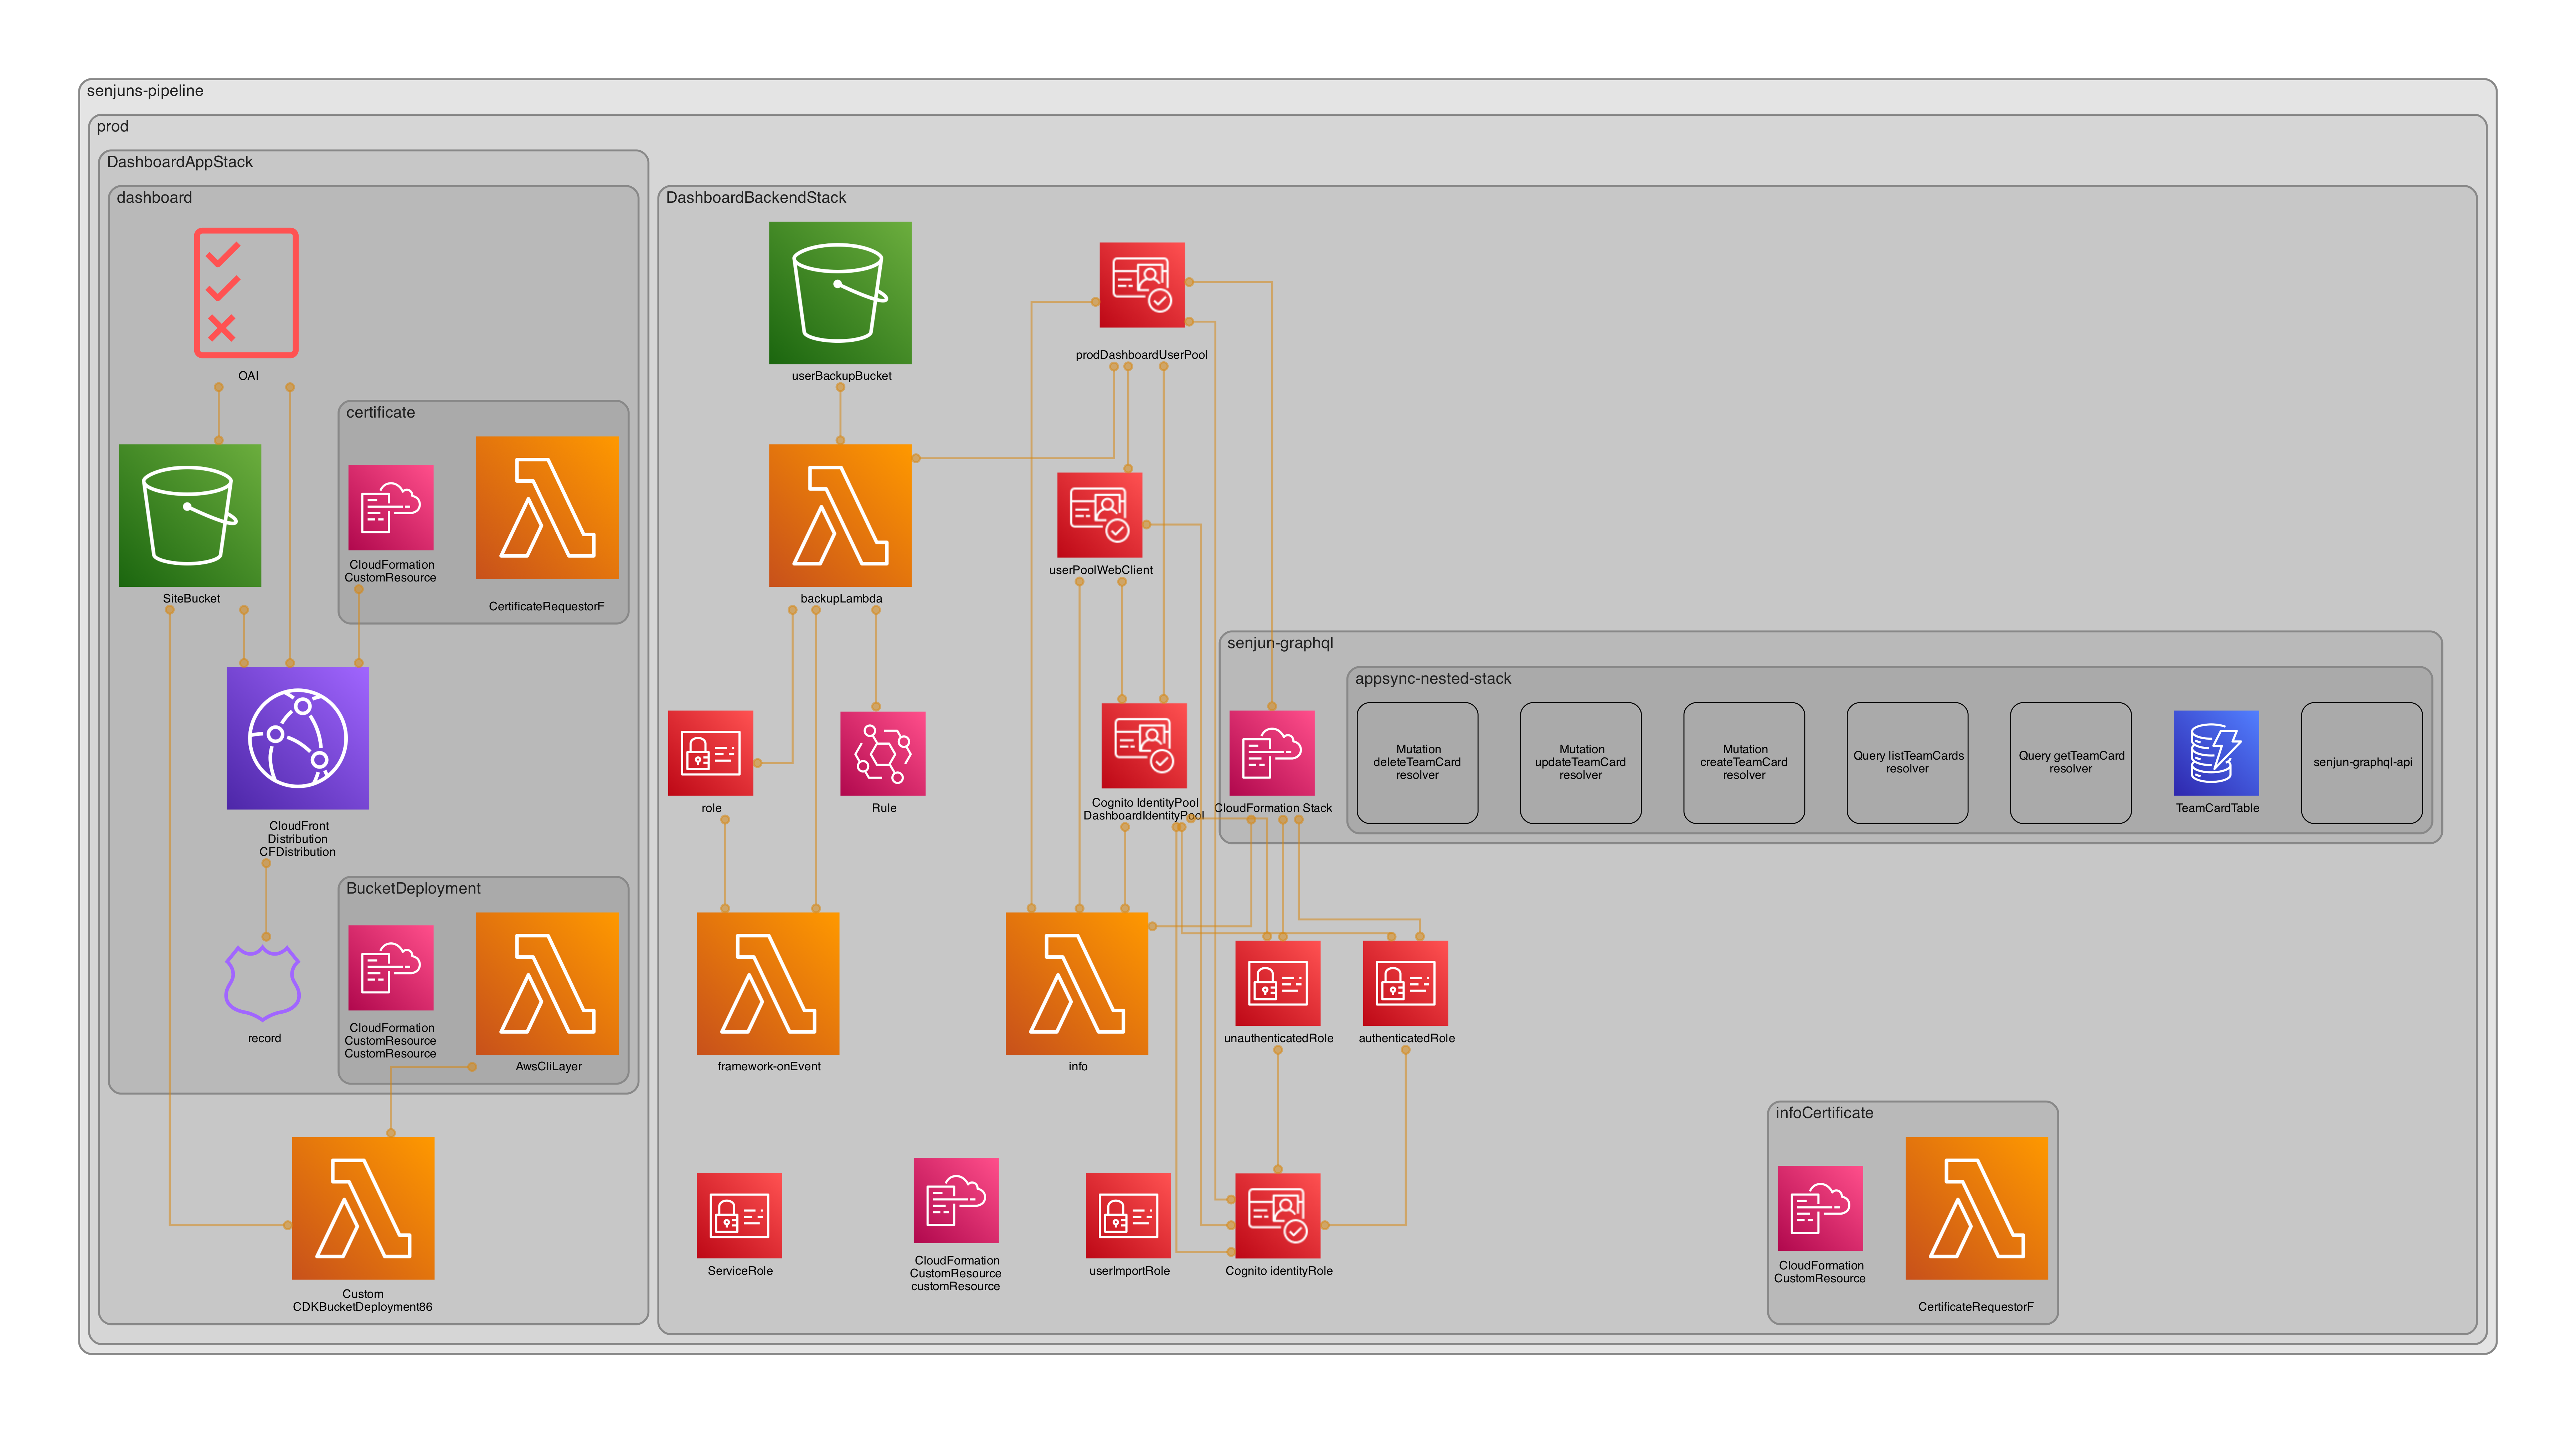 senjuns-pipeline
prod
DashboardAppStack
dashboard
OAI
certificate
CloudFormation
CustomResource
CertificateRequestorF
SiteBucket
CloudFront
Distribution
CFDistribution
BucketDeployment
CloudFormation
CustomResource
CustomResource
AwsCliLayer
record
Custom
CDKBucketDeployment86
DashboardBackendStack
userBackupBucket
prodDashboardUserPool
backupLambda
userPoolWebClient
role
Rule
Cognito IdentityPool
DashboardIdentityPool
senjun-graphql
CloudFormation Stack
appsync-nested-stack
Mutation
deleteTeamCard
resolver
Mutation
updateTeamCard
resolver
Mutation
createTeamCard
resolver
Query listTeamCards
resolver
Query getTeamCard
resolver
TeamCardTable
senjun-graphql-api
framework-onEvent
info
unauthenticatedRole
authenticatedRole
ServiceRole
CloudFormation
CustomResource
customResource
userImportRole
Cognito identityRole
infoCertificate
CloudFormation
CustomResource
CertificateRequestorF